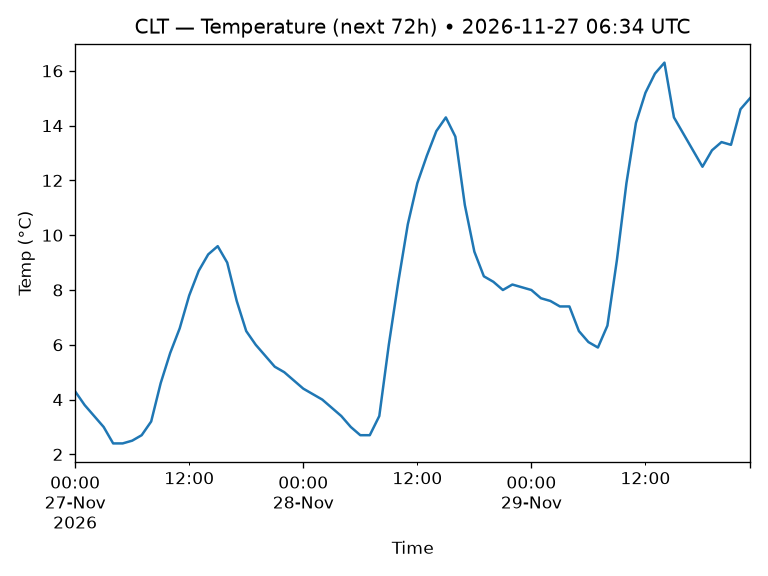 CLT — Temperature (next 72h) • 2026-11-27 06:34 UTC
Temp (°C)
16
14
12
10
8
6
4
2
00:00 12:00 00:00 12:00 00:00 12:00
27-Nov 28-Nov 29-Nov
2026
Time